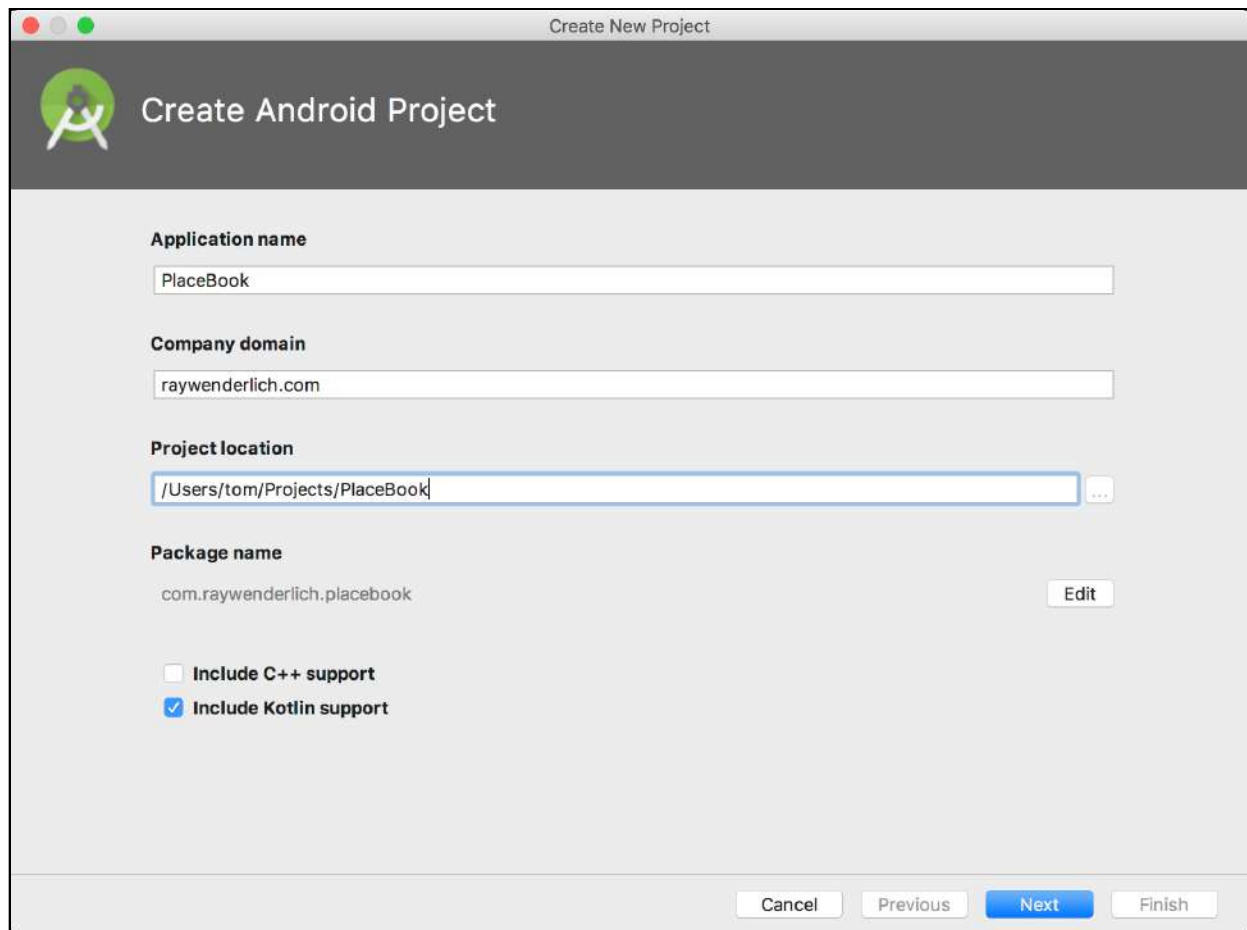 Create New Project
Create Android Project
Application name
PlaceBook
Company domain
raywenderlich.com
Project location
/Users/tom/Projects/PlaceBook
...
Package name
com.raywenderlich.placebook
Edit
Include C++ support
Include Kotlin support
Cancel
Previous
Next
Finish